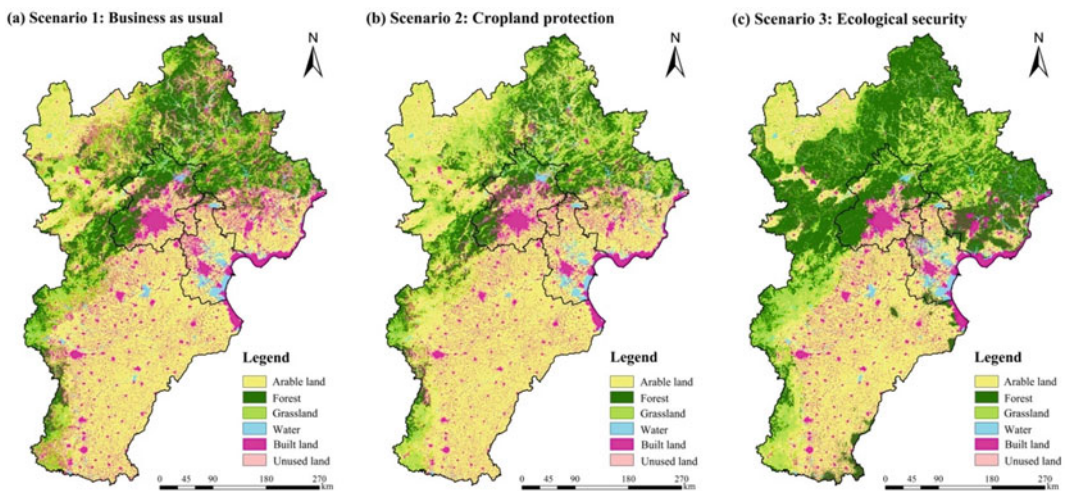 (a) Scenario 1: Business as usual
N
Legend
Arable land
Forest
Grassland
Water
Built land
Unused land
0 45 90 180 270
km
(b) Scenario 2: Cropland protection
N
Legend
Arable land
Forest
Grassland
Water
Built land
Unused land
0 45 90 180 270
km
(c) Scenario 3: Ecological security
N
Legend
Arable land
Forest
Grassland
Water
Built land
Unused land
0 45 90 180 270
km